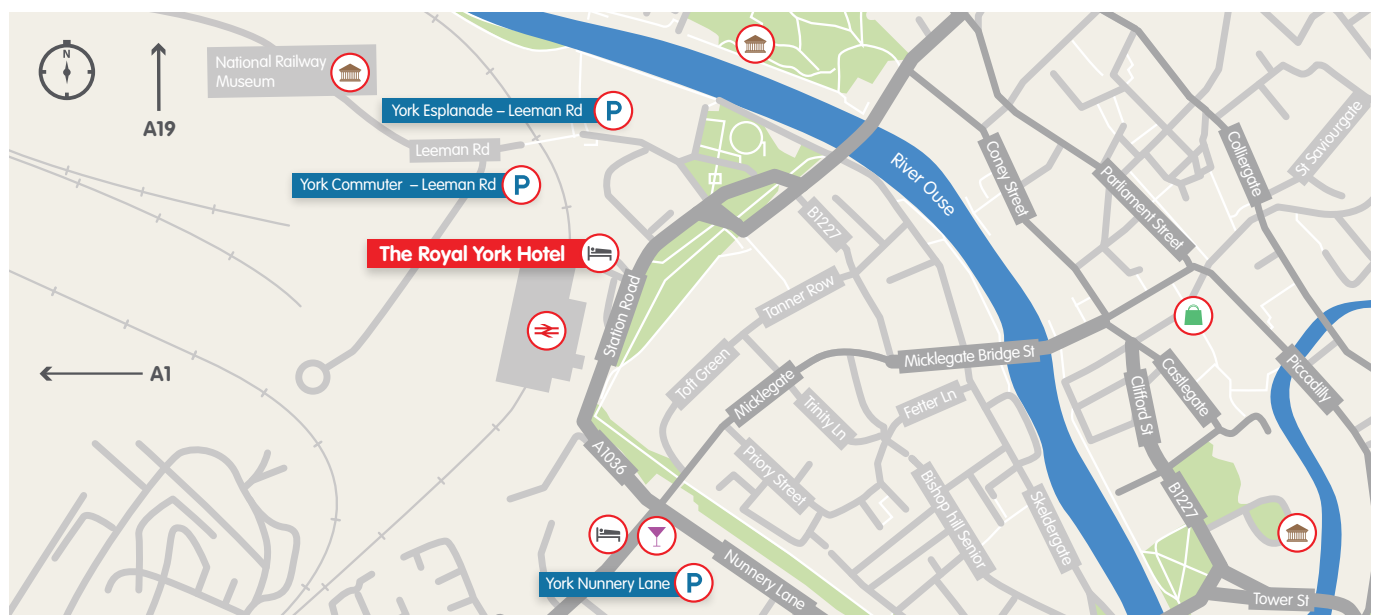 N
A19
National Railway
Museum
York Esplanade – Leeman Rd
P
Leeman Rd
York Commuter – Leeman Rd
P
The Royal York Hotel
Station Road
A1
A1036
York Nunnery Lane
P
Nunnery Lane
B1227
Tanner Row
Toft Green
Micklegate
Trinity Ln
Priory Street
Fetter Ln
Bishop hill Senior
Skeldergate
Micklegate Bridge St
River Ouse
Coney Street
Parliament Street
Colliergate
St Saviourgate
Piccadilly
Castlegate
Clifford St
B1227
Tower St